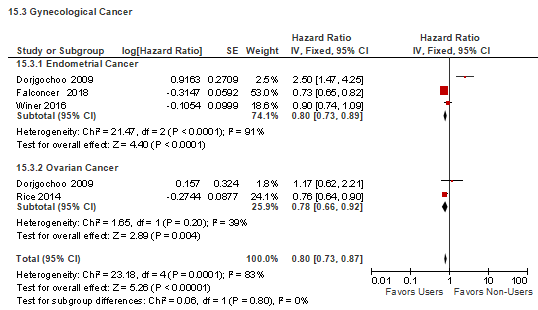 15.3 Gynecological Cancer
Hazard Ratio Hazard Ratio
Study or Subgroup log[Hazard Ratio] SE Weight IV, Fixed, 95% CI IV, Fixed, 95% CI
15.3.1 Endometrial Cancer
Dorjgochoo 2009 0.9163 0.2709 2.5% 2.50 [1.47, 4.25]
Falconcer 2018 -0.3147 0.0592 53.0% 0.73 [0.65, 0.82]
Winer 2016 -0.1054 0.0999 18.6% 0.90 [0.74, 1.09]
Subtotal (95% CI) 74.1% 0.80 [0.73, 0.89]
Heterogeneity: Chi² = 21.47, df = 2 (P < 0.0001); I² = 91%
Test for overall effect: Z = 4.40 (P < 0.0001)
15.3.2 Ovarian Cancer
Dorjgochoo 2009 0.157 0.324 1.8% 1.17 [0.62, 2.21]
Rice 2014 -0.2744 0.0877 24.1% 0.76 [0.64, 0.90]
Subtotal (95% CI) 25.9% 0.78 [0.66, 0.92]
Heterogeneity: Chi² = 1.65, df = 1 (P = 0.20); I² = 39%
Test for overall effect: Z = 2.89 (P = 0.004)
Total (95% CI) 100.0% 0.80 [0.73, 0.87]
Heterogeneity: Chi² = 23.18, df = 4 (P = 0.0001); I² = 83%
Test for overall effect: Z = 5.26 (P < 0.00001)
Test for subgroup differences: Chi² = 0.06, df = 1 (P = 0.80), I² = 0%
0.01 0.1 1 10 100
Favors Users Favors Non-Users